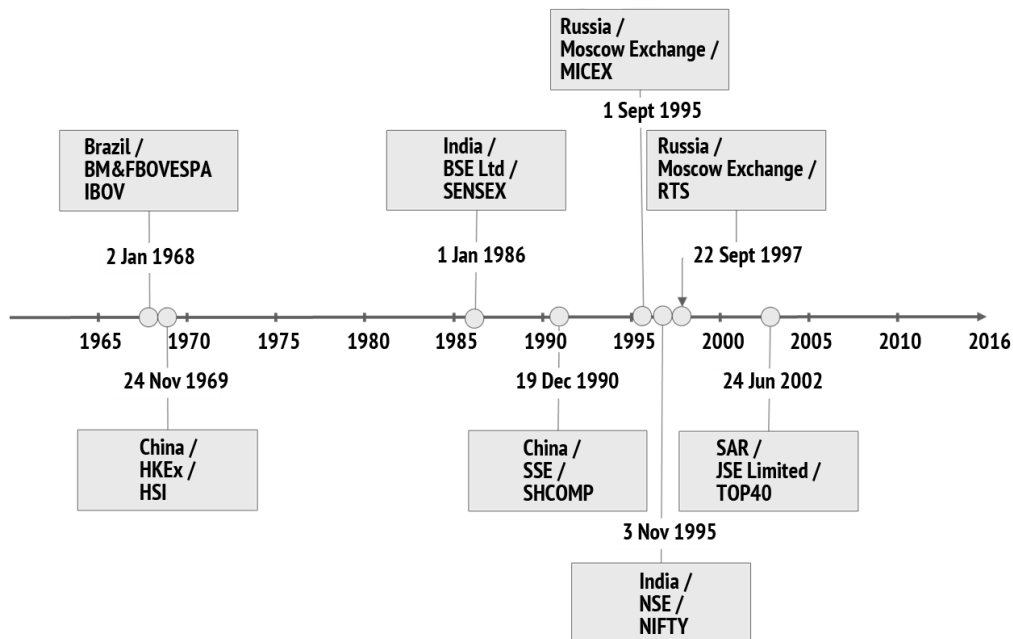 Russia /
Moscow Exchange /
MICEX
1 Sept 1995
Brazil /
BM&FBOVESPA
IBOV
2 Jan 1968
India /
BSE Ltd /
SENSEX
1 Jan 1986
Russia /
Moscow Exchange /
RTS
22 Sept 1997
1965 1970 1975 1980 1985 1990 1995 2000 2005 2010 2016
24 Nov 1969
China /
HKEx /
HSI
19 Dec 1990
China /
SSE /
SHCOMP
24 Jun 2002
SAR /
JSE Limited /
TOP40
3 Nov 1995
India /
NSE /
NIFTY